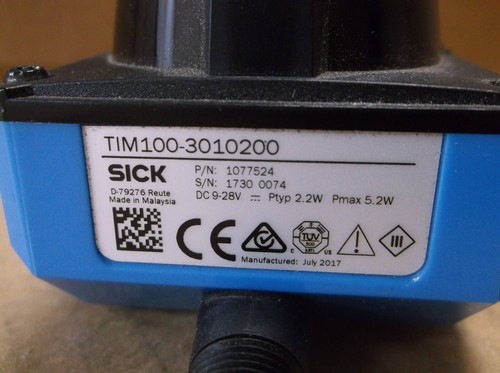 TIM100-3010200
SICK
D-79276 Reute
Made in Malaysia
P/N: 1077524
S/N: 1730 0074
DC 9-28V ⎓ Ptyp 2.2W Pmax 5.2W
CE
TÜV
C US
III
Manufactured: July 2017